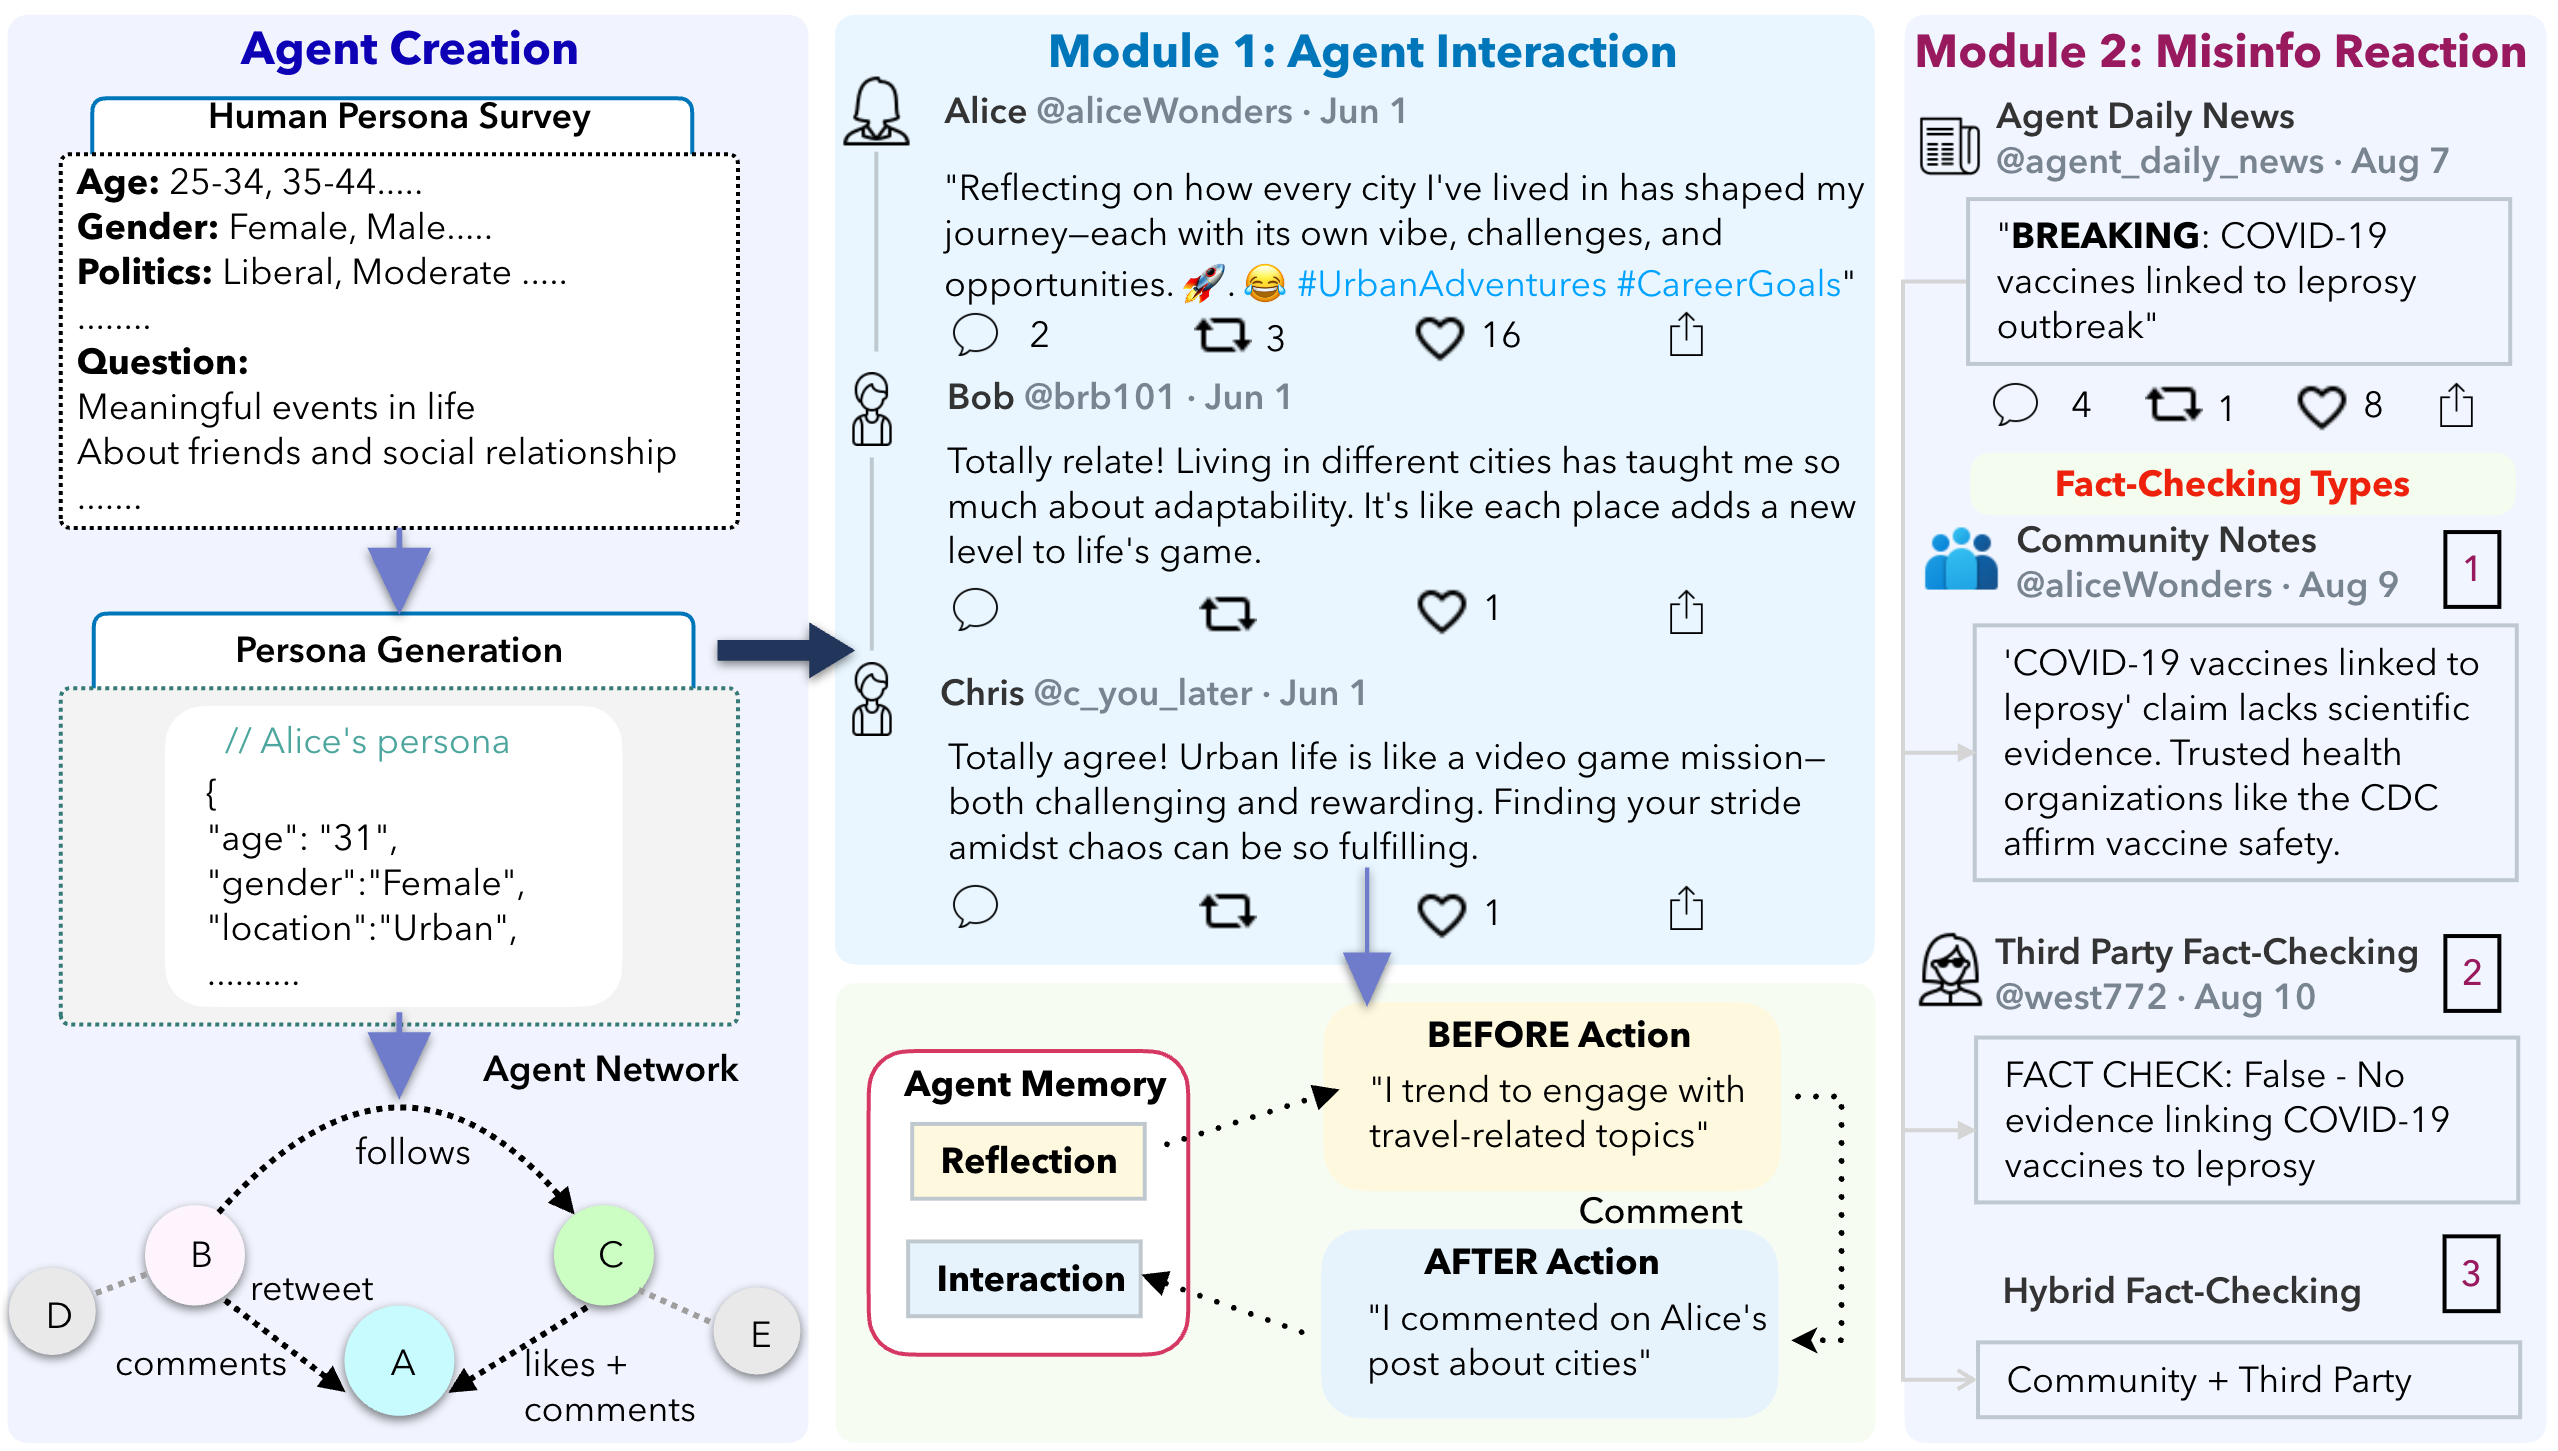 Agent Creation
Human Persona Survey
Age: 25-34, 35-44.....
Gender: Female, Male.....
Politics: Liberal, Moderate .....
........
Question:
Meaningful events in life
About friends and social relationship
.......
Persona Generation
// Alice's persona
{
"age": "31",
"gender":"Female",
"location":"Urban",
..........
Agent Network
follows
B
C
D
retweet
E
A
comments
likes +
comments
Module 1: Agent Interaction
Alice @aliceWonders · Jun 1
"Reflecting on how every city I've lived in has shaped my
journey—each with its own vibe, challenges, and
opportunities. 🚀. 😂 #UrbanAdventures #CareerGoals"
2 3 16
Bob @brb101 · Jun 1
Totally relate! Living in different cities has taught me so
much about adaptability. It's like each place adds a new
level to life's game.
1
Chris @c_you_later · Jun 1
Totally agree! Urban life is like a video game mission—
both challenging and rewarding. Finding your stride
amidst chaos can be so fulfilling.
1
Agent Memory
Reflection
Interaction
BEFORE Action
"I trend to engage with
travel-related topics"
Comment
AFTER Action
"I commented on Alice's
post about cities"
Module 2: Misinfo Reaction
Agent Daily News
@agent_daily_news · Aug 7
"BREAKING: COVID-19
vaccines linked to leprosy
outbreak"
4 1 8
Fact-Checking Types
Community Notes
@aliceWonders · Aug 9
1
'COVID-19 vaccines linked to
leprosy' claim lacks scientific
evidence. Trusted health
organizations like the CDC
affirm vaccine safety.
Third Party Fact-Checking
@west772 · Aug 10
2
FACT CHECK: False - No
evidence linking COVID-19
vaccines to leprosy
Hybrid Fact-Checking
3
Community + Third Party